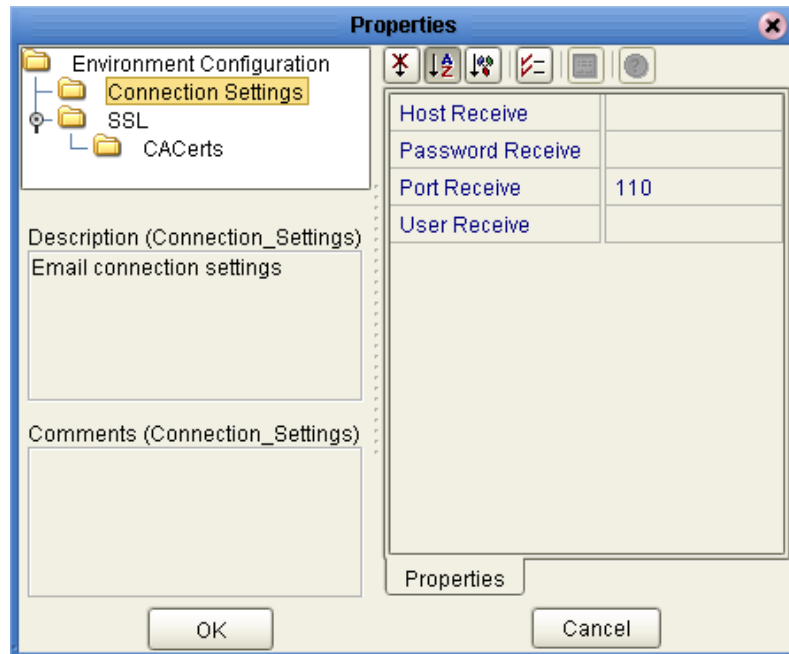 Properties
Environment Configuration
Connection Settings
SSL
CACerts
Description (Connection_Settings)
Email connection settings
Comments (Connection_Settings)
A
Z
Host Receive
Password Receive
Port Receive 110
User Receive
Properties
OK
Cancel